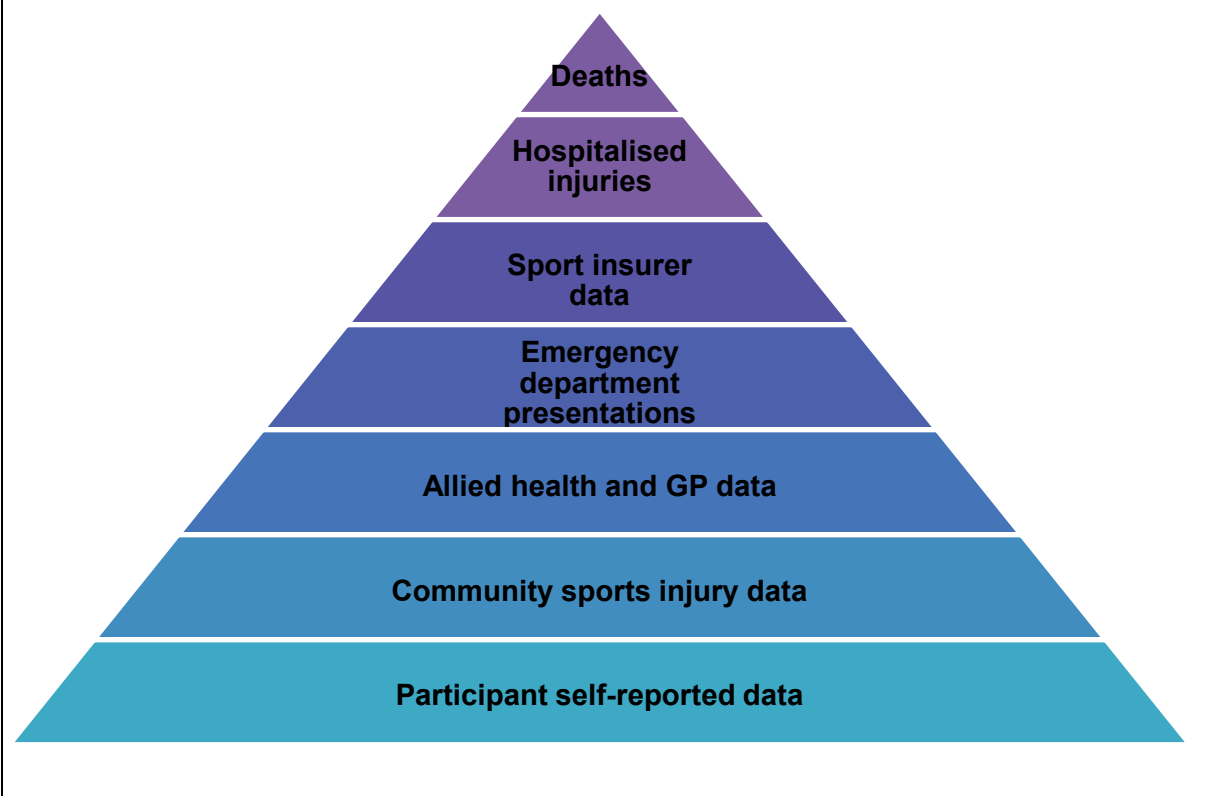 Deaths
Hospitalised
injuries
Sport insurer
data
Emergency
department
presentations
Allied health and GP data
Community sports injury data
Participant self-reported data